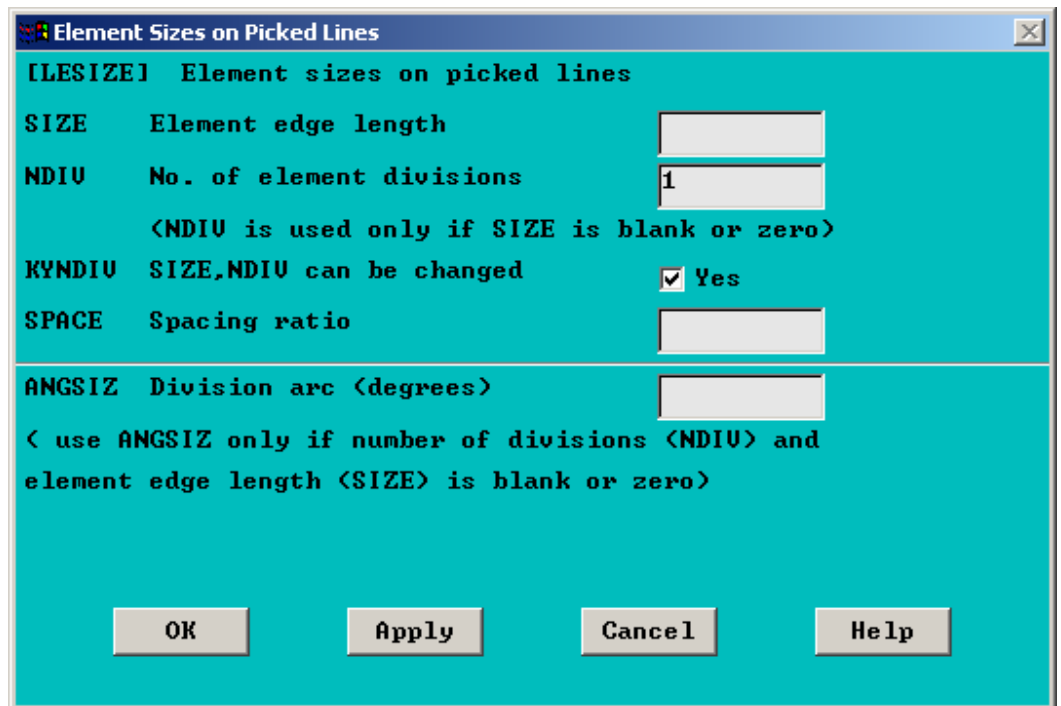 Element Sizes on Picked Lines
[LESIZE] Element sizes on picked lines
SIZE Element edge length
NDIV No. of element divisions 1
(NDIV is used only if SIZE is blank or zero)
KYNDIV SIZE,NDIV can be changed Yes
SPACE Spacing ratio
ANGSIZ Division arc (degrees)
( use ANGSIZ only if number of divisions (NDIV) and
element edge length (SIZE) is blank or zero)
OK Apply Cancel Help